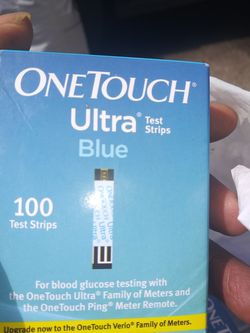 ONETOUCH®
Ultra® Test
Strips
Blue
100
Test Strips
For blood glucose testing with
the OneTouch Ultra® Family of Meters and
the OneTouch Ping® Meter Remote.
Upgrade now to the OneTouch Verio® Family of Meters.